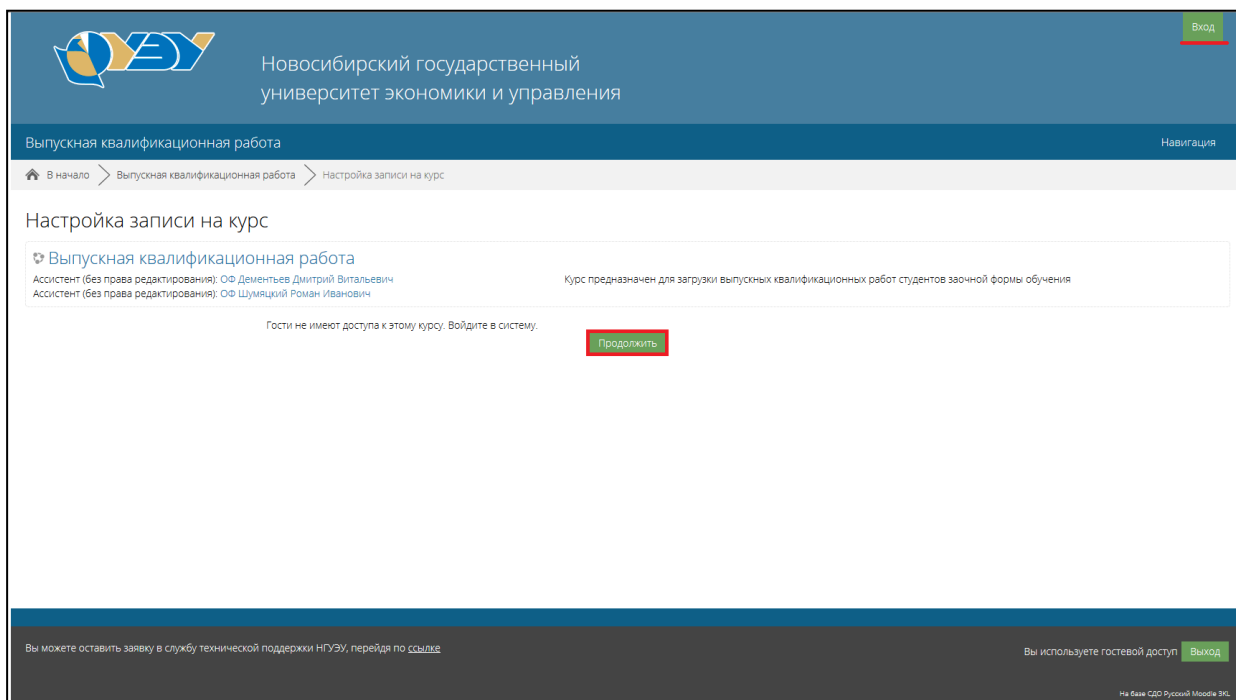 Вход
Новосибирский государственный
университет экономики и управления
Выпускная квалификационная работа
Навигация
В начало
Выпускная квалификационная работа
Настройка записи на курс
Настройка записи на курс
Выпускная квалификационная работа
Ассистент (без права редактирования): ОФ Дементьев Дмитрий Витальевич
Ассистент (без права редактирования): ОФ Шумяцкий Роман Иванович
Курс предназначен для загрузки выпускных квалификационных работ студентов заочной формы обучения
Гости не имеют доступа к этому курсу. Войдите в систему.
Продолжить
Вы можете оставить заявку в службу технической поддержки НГУЭУ, перейдя по ссылке
Вы используете гостевой доступ
Выход
На базе СДО Русский Moodle 3KL